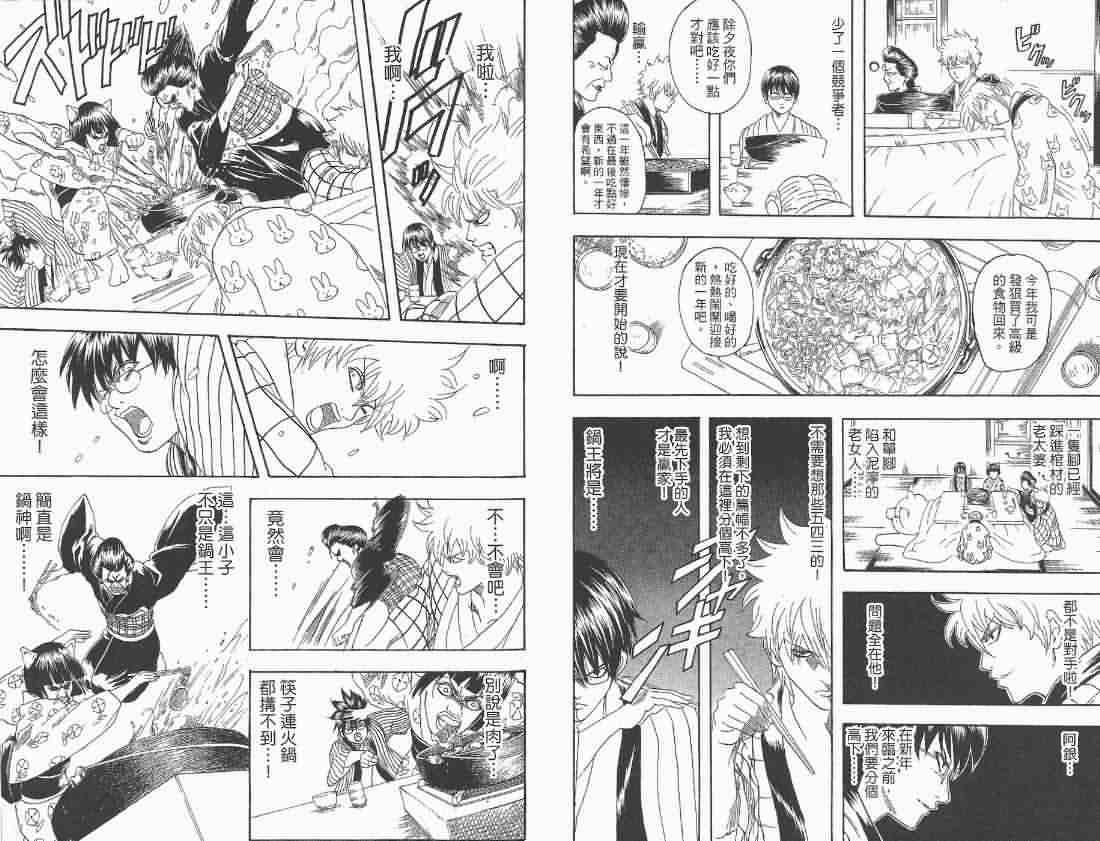 少了一個競爭者…
除夕夜你們
應該吃好一點
才對吧…
輸贏…
這一年雖然悽慘，
不過在最後吃點好
東西，新的一年才
會有希望啊。
今年我可是
發狠買了高級
的食物回來。
吃好的、喝好的
，熱熱鬧鬧迎接
新的一年吧。
現在才要開始的說！
一隻腳已經
踩進棺材的
老太婆，
和單腳
陷入泥濘的
老女人…
都不是對手啦！
問題全在他！
阿銀…
在新年
來臨之前，
我們要分個
高下……
不需要想那些五四三的！
想到剩下的篇幅不多了，
我必須在這裡分個高下！
最先下手的人
才是贏家！
鍋王將是……
ジャキ
我啦…
我啊…
啊……
怎麼會這樣！
不…不會吧…
竟然會…
別說是肉了…
筷子連火鍋
都搆不到…！
這…這小子
不只是鍋王……
簡直是
鍋神啊…！